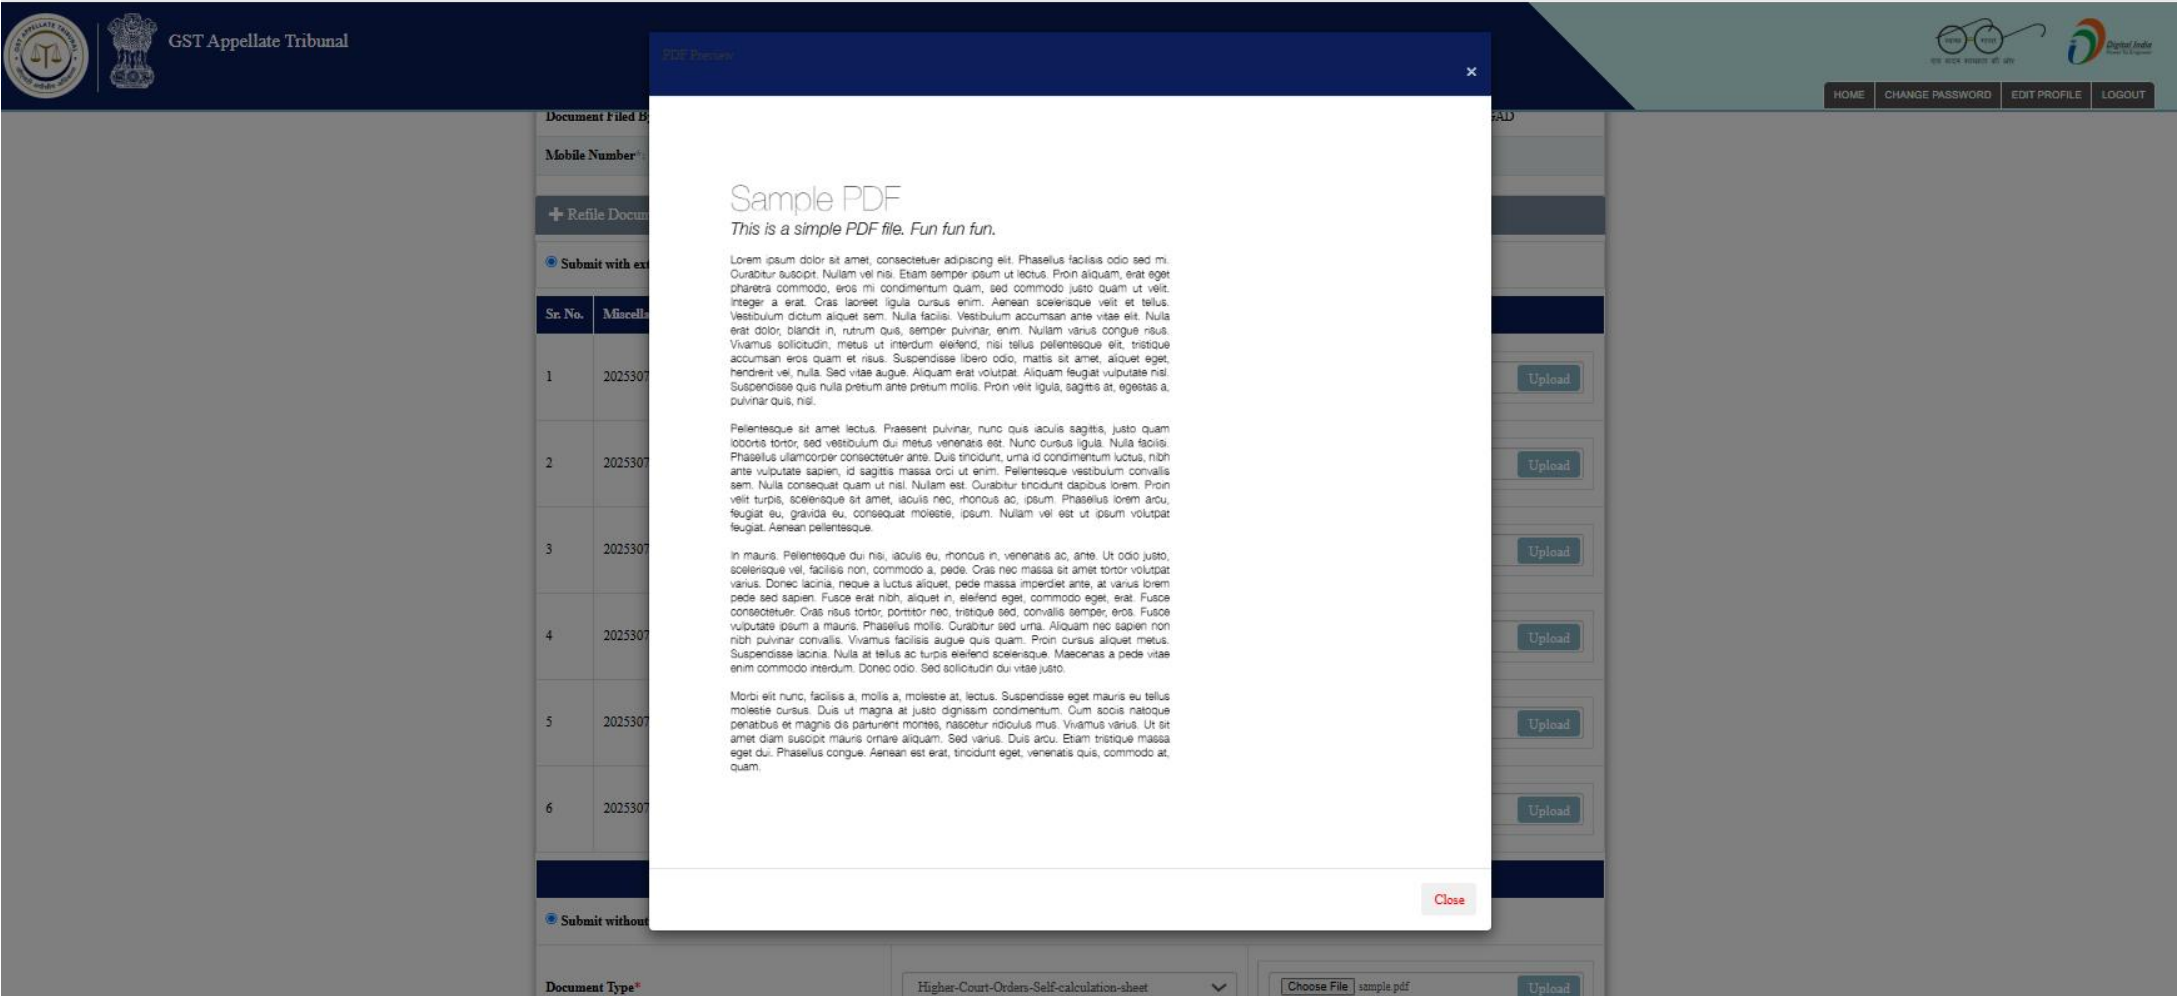 GST Appellate Tribunal
HOME CHANGE PASSWORD EDIT PROFILE LOGOUT
Digital India
PDF Preview
×
Document Filed B
AD
Mobile Number*:
Refile Docum
Submit with ext
Sr. No. Miscella
1 2025307 Upload
2 2025307 Upload
3 2025307 Upload
4 2025307 Upload
5 2025307 Upload
6 2025307 Upload
Sample PDF
This is a simple PDF file. Fun fun fun.
Lorem ipsum dolor sit amet, consectetuer adipiscing elit. Phasellus facilisis odio sed mi.
Curabitur suscipit. Nullam vel nisi. Etiam semper ipsum ut lectus. Proin aliquam, erat eget
pharetra commodo, eros mi condimentum quam, sed commodo justo quam ut velit.
Integer a erat. Cras laoreet ligula cursus enim. Aenean scelerisque velit et tellus.
Vestibulum dictum aliquet sem. Nulla facilisi. Vestibulum accumsan ante vitae elit. Nulla
erat dolor, blandit in, rutrum quis, semper pulvinar, enim. Nullam varius congue risus.
Vivamus sollicitudin, metus ut interdum eleifend, nisi tellus pellentesque elit, tristique
accumsan eros quam et risus. Suspendisse libero odio, mattis sit amet, aliquet eget,
hendrerit vel, nulla. Sed vitae augue. Aliquam erat volutpat. Aliquam feugiat vulputate nisl.
Suspendisse quis nulla pretium ante pretium mollis. Proin velit ligula, sagittis at, egestas a,
pulvinar quis, nisl.
Pellentesque sit amet lectus. Praesent pulvinar, nunc quis iaculis sagittis, justo quam
lobortis tortor, sed vestibulum dui metus venenatis est. Nunc cursus ligula. Nulla facilisi.
Phasellus ullamcorper consectetuer ante. Duis tincidunt, urna id condimentum luctus, nibh
ante vulputate sapien, id sagittis massa orci ut enim. Pellentesque vestibulum convallis
sem. Nulla consequat quam ut nisl. Nullam est. Curabitur tincidunt dapibus lorem. Proin
velit turpis, scelerisque sit amet, iaculis nec, rhoncus ac, ipsum. Phasellus lorem arcu,
feugiat eu, gravida eu, consequat molestie, ipsum. Nullam vel est ut ipsum volutpat
feugiat. Aenean pellentesque.
In mauris. Pellentesque dui nisi, iaculis eu, rhoncus in, venenatis ac, ante. Ut odio justo,
scelerisque vel, facilisis non, commodo a, pede. Cras nec massa sit amet tortor volutpat
varius. Donec lacinia, neque a luctus aliquet, pede massa imperdiet ante, at varius lorem
pede sed sapien. Fusce erat nibh, aliquet in, eleifend eget, commodo eget, erat. Fusce
consectetuer. Cras risus tortor, porttitor nec, tristique sed, convallis semper, eros. Fusce
vulputate ipsum a mauris. Phasellus mollis. Curabitur sed urna. Aliquam nec sapien non
nibh pulvinar convallis. Vivamus facilisis augue quis quam. Proin cursus aliquet metus.
Suspendisse lacinia. Nulla at tellus ac turpis eleifend scelerisque. Maecenas a pede vitae
enim commodo interdum. Donec odio. Sed sollicitudin dui vitae justo.
Morbi elit nunc, facilisis a, mollis a, molestie at, lectus. Suspendisse eget mauris eu tellus
molestie cursus. Duis ut magna at justo dignissim condimentum. Cum sociis natoque
penatibus et magnis dis parturient montes, nascetur ridiculus mus. Vivamus varius. Ut sit
amet diam suscipit mauris ornare aliquam. Sed varius. Duis arcu. Etiam tristique massa
eget dui. Phasellus congue. Aenean est erat, tincidunt eget, venenatis quis, commodo at,
quam.
Close
Submit without
Document Type* Higher-Court-Orders-Self-calculation-sheet Choose File sample.pdf Upload